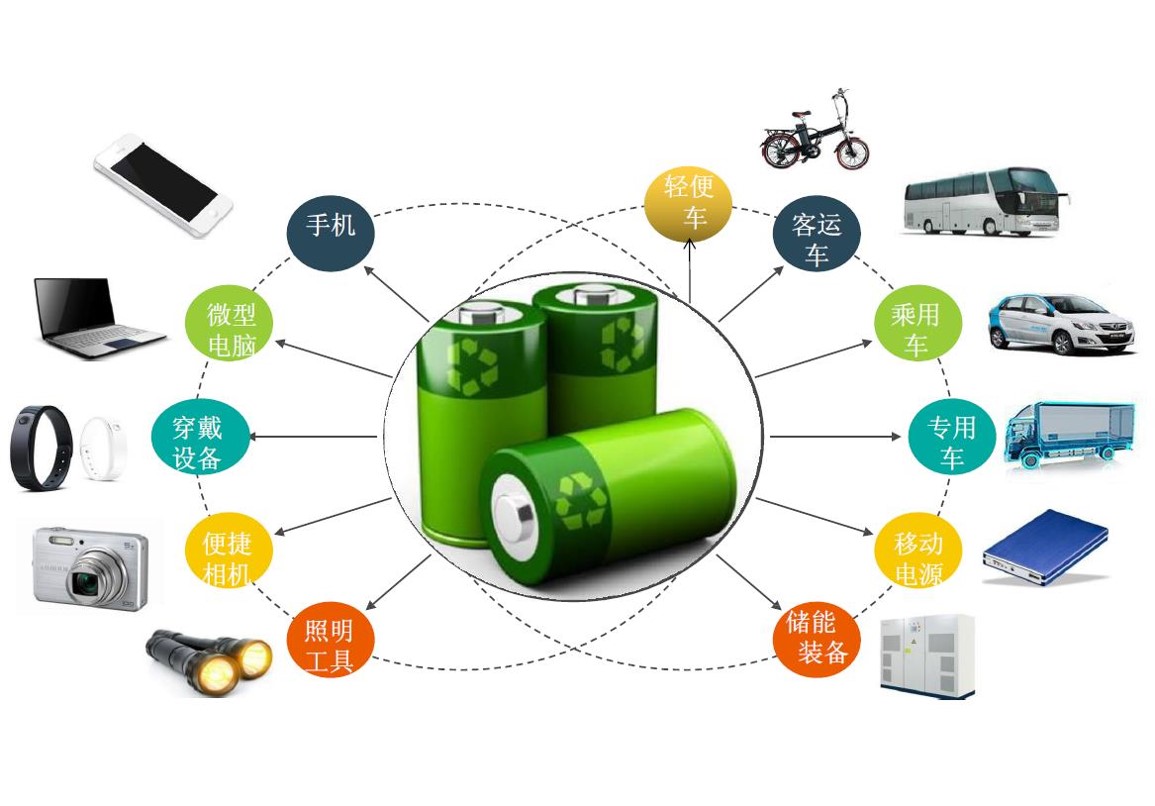 手机
微型
电脑
穿戴
设备
便捷
相机
照明
工具
轻便
车
客运
车
乘用
车
专用
车
移动
电源
储能
装备